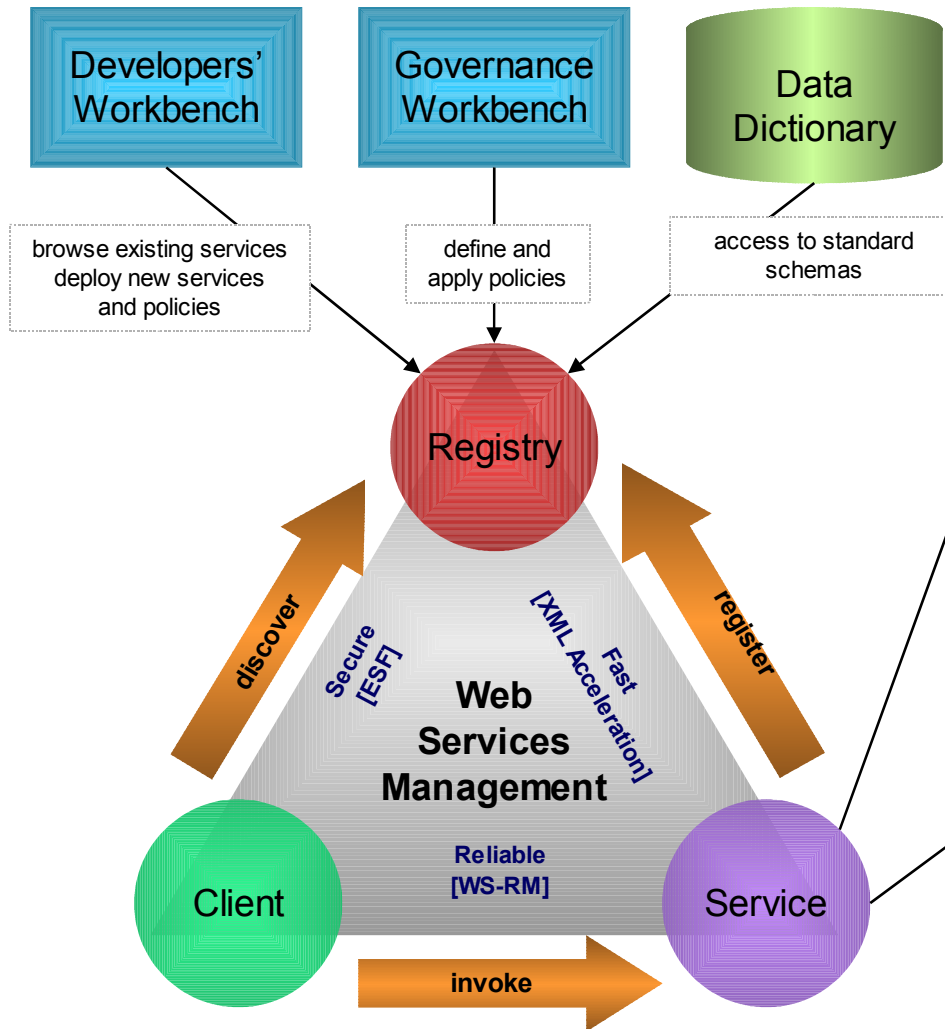 Developers’
Workbench
Governance
Workbench
Data
Dictionary
browse existing services
deploy new services
and policies
define and
apply policies
access to standard
schemas
Registry
discover
register
Secure
[ESF]
Fast
[XML Acceleration]
Web
Services
Management
Reliable
[WS-RM]
Client
Service
invoke